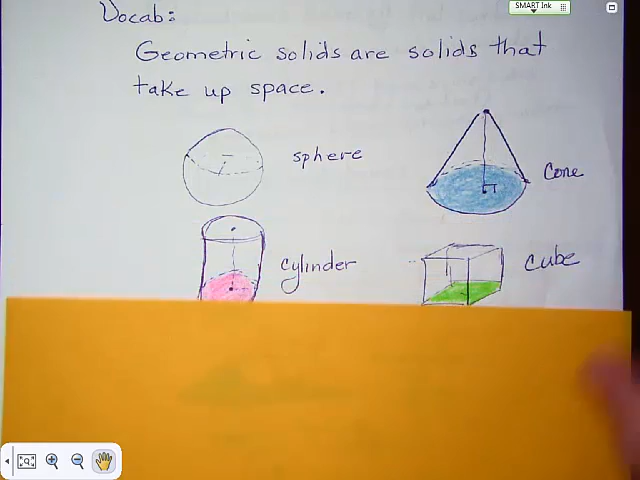 SMART Ink
Vocab:
Geometric solids are solids that
take up space.
sphere
Cone
cylinder
cube